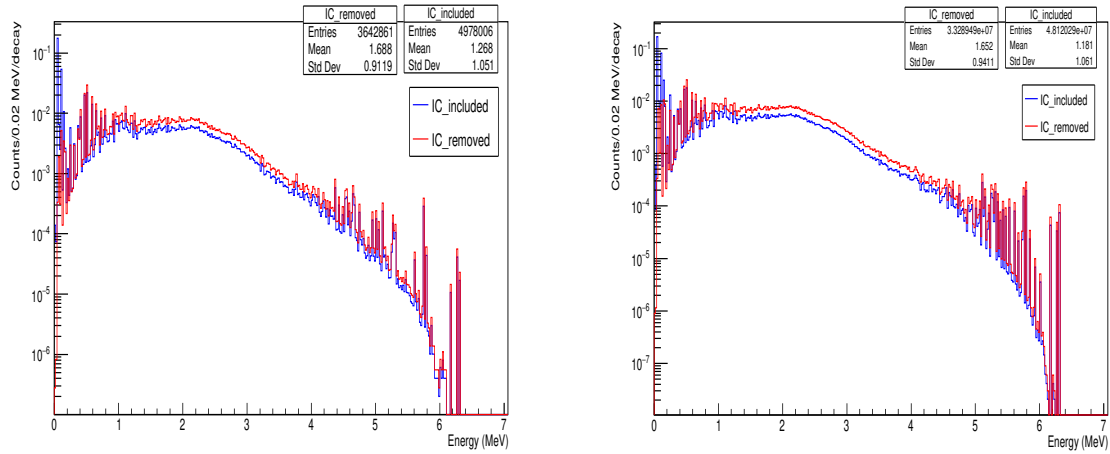 IC_removed
Entries 3642861
Mean 1.688
Std Dev 0.9119
IC_included
Entries 4978006
Mean 1.268
Std Dev 1.051
IC_included
IC_removed
Counts/0.02 MeV/decay
10⁻¹
10⁻²
10⁻³
10⁻⁴
10⁻⁵
10⁻⁶
0 1 2 3 4 5 6 7
Energy (MeV)
IC_removed
Entries 3.328949e+07
Mean 1.652
Std Dev 0.9411
IC_included
Entries 4.812029e+07
Mean 1.181
Std Dev 1.061
IC_included
IC_removed
Counts/0.02 MeV/decay
10⁻¹
10⁻²
10⁻³
10⁻⁴
10⁻⁵
10⁻⁶
10⁻⁷
0 1 2 3 4 5 6 7
Energy (MeV)